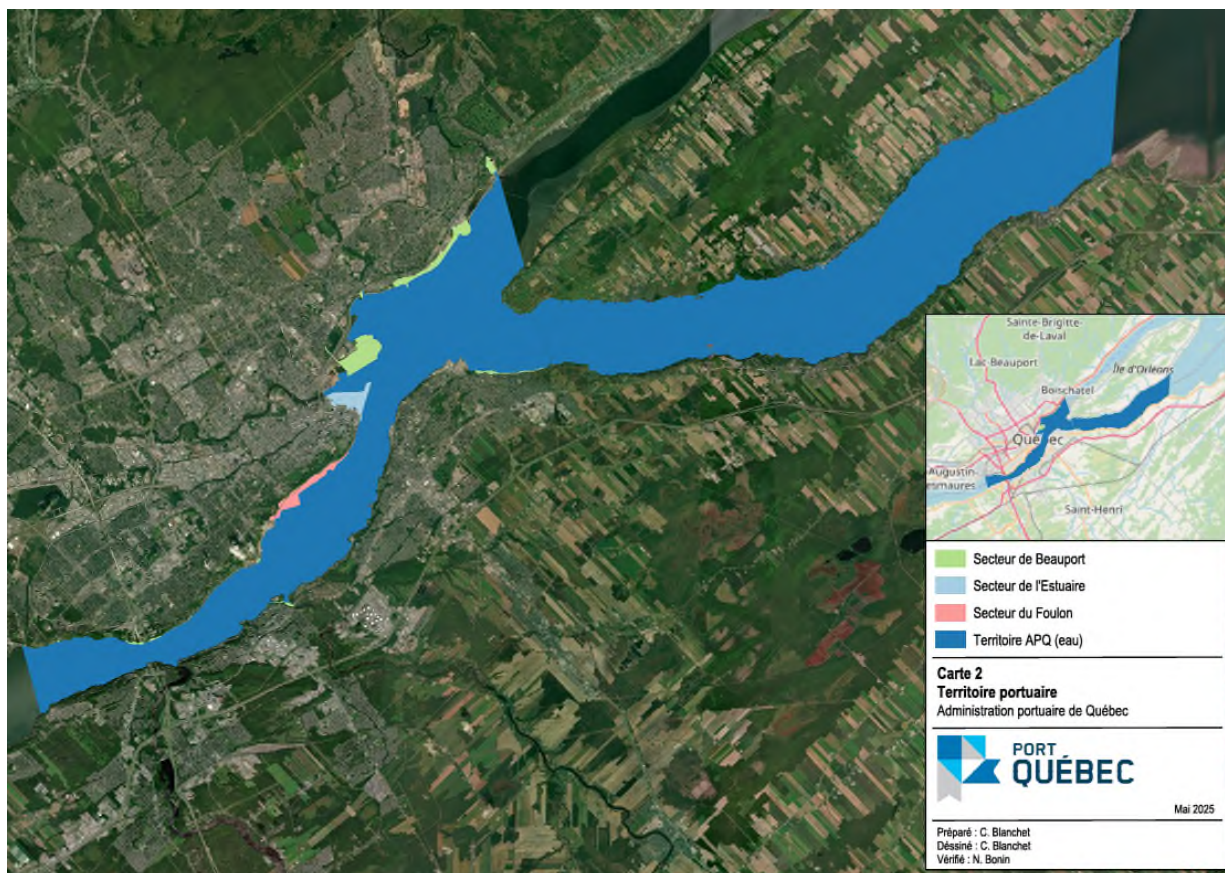 Sainte-Brigitte-
de-Laval
Lac-Beauport
Île d'Orléans
Boischatel
Québec
Augustin-
esmaures
Saint-Henri
Secteur de Beauport
Secteur de l'Estuaire
Secteur du Foulon
Territoire APQ (eau)
Carte 2
Territoire portuaire
Administration portuaire de Québec
PORT
QUÉBEC
Mai 2025
Préparé : C. Blanchet
Déssiné : C. Blanchet
Vérifié : N. Bonin